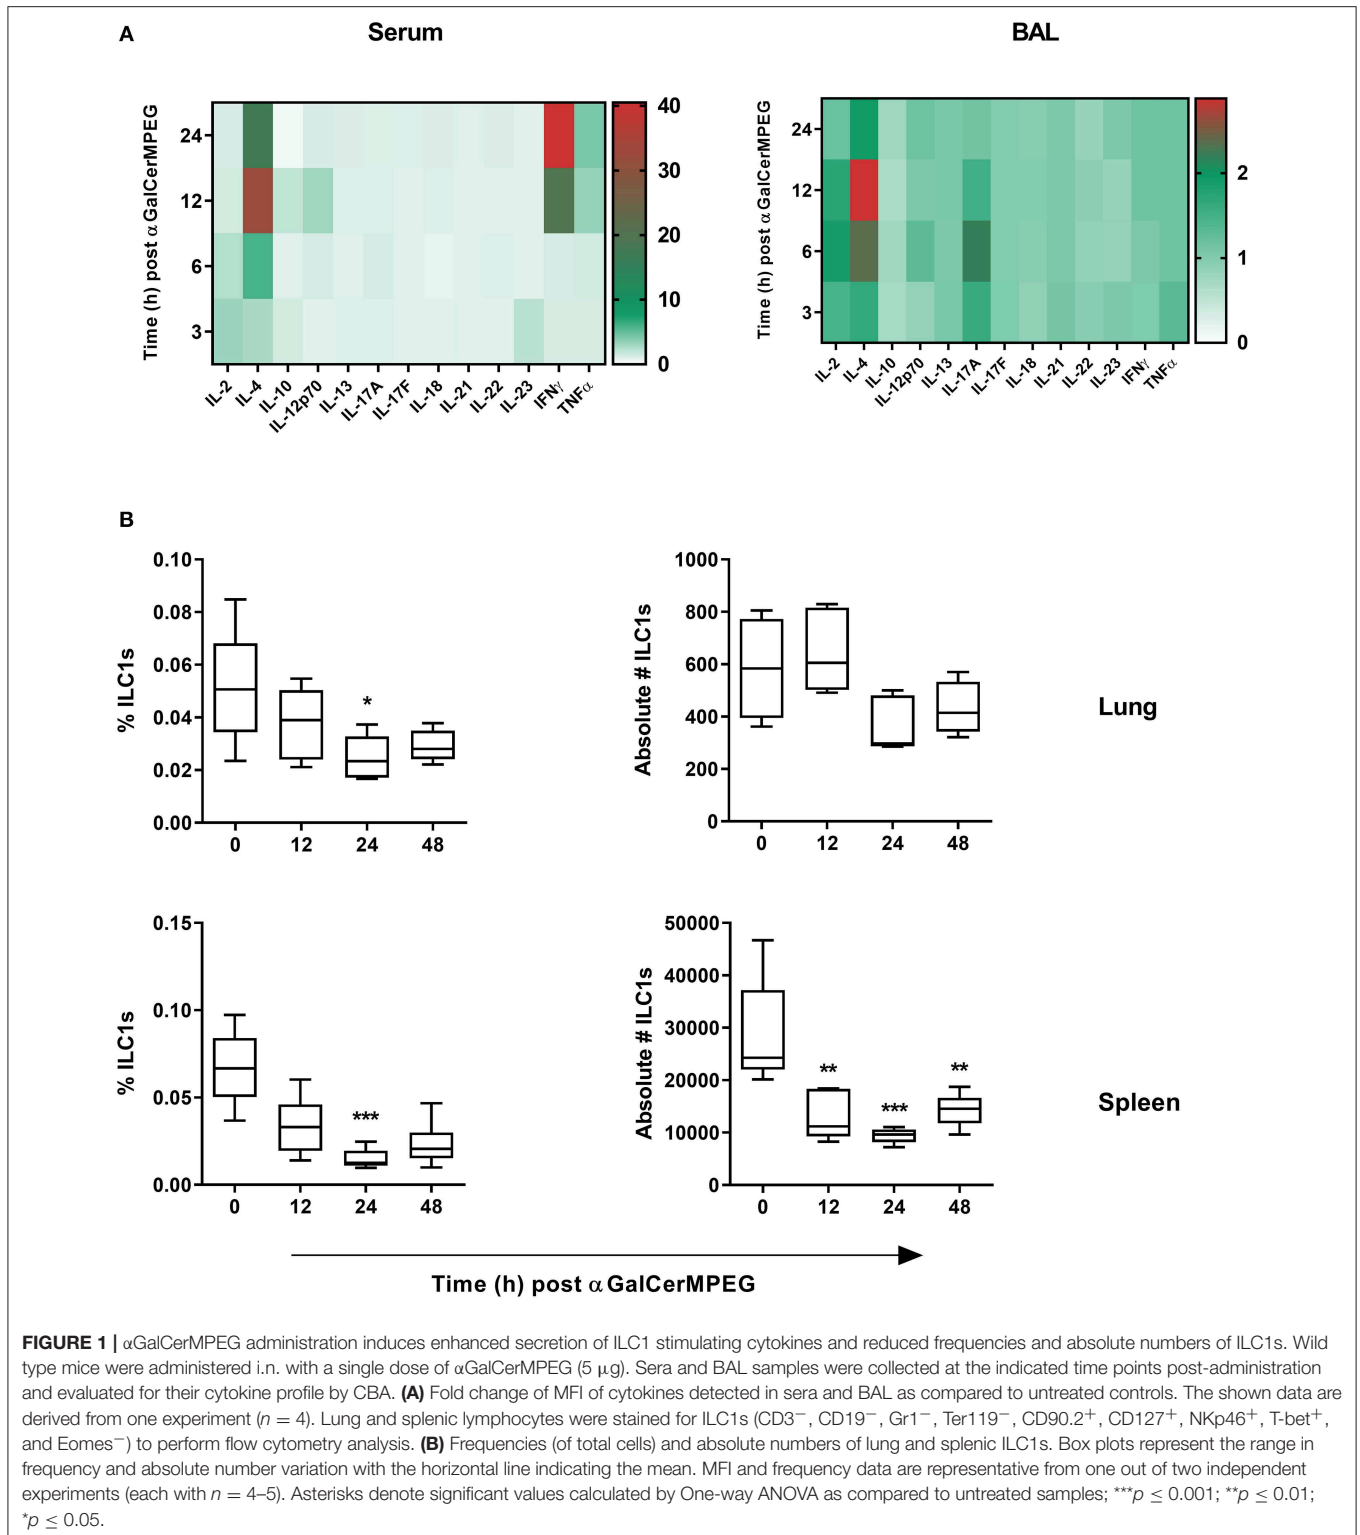 A
Serum
BAL
Time (h) post αGalCerMPEG
24
12
6
3
IL-2
IL-4
IL-10
IL-12p70
IL-13
IL-17A
IL-17F
IL-18
IL-21
IL-22
IL-23
IFNγ
TNFα
40
30
20
10
0
Time (h) post αGalCerMPEG
24
12
6
3
IL-2
IL-4
IL-10
IL-12p70
IL-13
IL-17A
IL-17F
IL-18
IL-21
IL-22
IL-23
IFNγ
TNFα
2
1
0
B
% ILC1s
0.10
0.08
0.06
0.04
0.02
0.00
*
0 12 24 48
Absolute # ILC1s
1000
800
600
400
200
0
0 12 24 48
Lung
% ILC1s
0.15
0.10
0.05
0.00
***
0 12 24 48
Absolute # ILC1s
50000
40000
30000
20000
10000
0
** *** **
0 12 24 48
Spleen
Time (h) post αGalCerMPEG
FIGURE 1 | αGalCerMPEG administration induces enhanced secretion of ILC1 stimulating cytokines and reduced frequencies and absolute numbers of ILC1s. Wild
type mice were administered i.n. with a single dose of αGalCerMPEG (5 μg). Sera and BAL samples were collected at the indicated time points post-administration
and evaluated for their cytokine profile by CBA. (A) Fold change of MFI of cytokines detected in sera and BAL as compared to untreated controls. The shown data are
derived from one experiment (n = 4). Lung and splenic lymphocytes were stained for ILC1s (CD3⁻, CD19⁻, Gr1⁻, Ter119⁻, CD90.2⁺, CD127⁺, NKp46⁺, T-bet⁺,
and Eomes⁻) to perform flow cytometry analysis. (B) Frequencies (of total cells) and absolute numbers of lung and splenic ILC1s. Box plots represent the range in
frequency and absolute number variation with the horizontal line indicating the mean. MFI and frequency data are representative from one out of two independent
experiments (each with n = 4–5). Asterisks denote significant values calculated by One-way ANOVA as compared to untreated samples; ***p ≤ 0.001; **p ≤ 0.01;
*p ≤ 0.05.